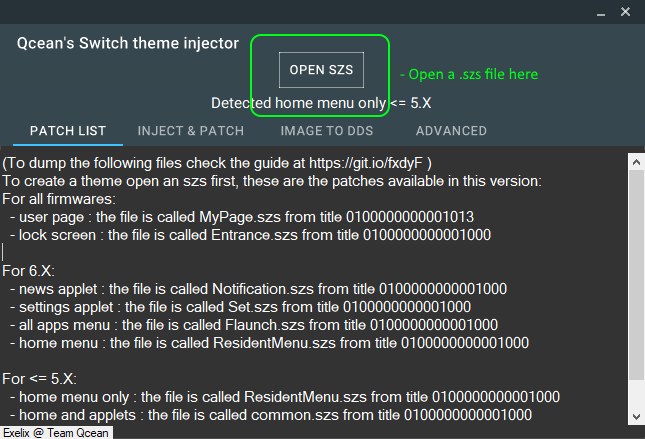 Qcean's Switch theme injector
OPEN SZS
- Open a .szs file here
Detected home menu only <= 5.X
PATCH LIST INJECT & PATCH IMAGE TO DDS ADVANCED
(To dump the following files check the guide at https://git.io/fxdyF )
To create a theme open an szs first, these are the patches available in this version:
For all firmwares:
- user page : the file is called MyPage.szs from title 0100000000001013
- lock screen : the file is called Entrance.szs from title 0100000000001000
For 6.X:
- news applet : the file is called Notification.szs from title 0100000000001000
- settings applet : the file is called Set.szs from title 0100000000001000
- all apps menu : the file is called Flaunch.szs from title 0100000000001000
- home menu : the file is called ResidentMenu.szs from title 0100000000001000
For <= 5.X:
- home menu only : the file is called ResidentMenu.szs from title 0100000000001000
- home and applets : the file is called common.szs from title 0100000000001000
Exelix @ Team Qcean